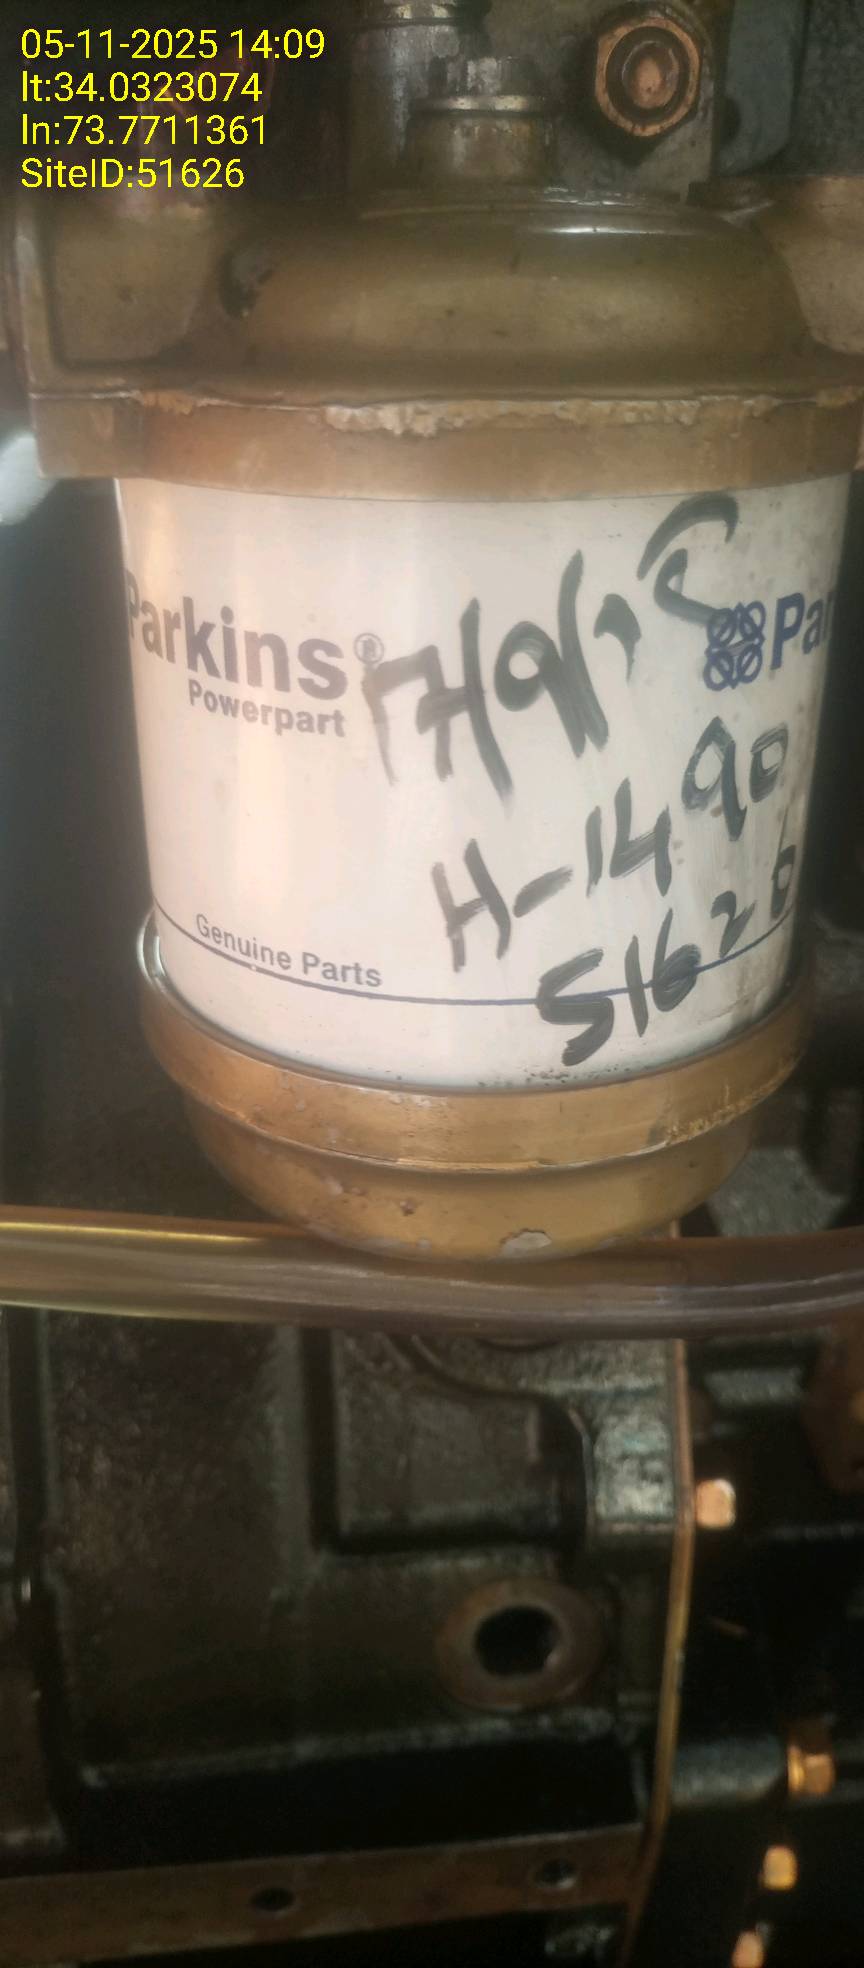 05-11-2025 14:09
lt:34.0323074
ln:73.7711361
SiteID:51626
Parkins®
Powerpart
Par
H-1490
51626
Genuine Parts